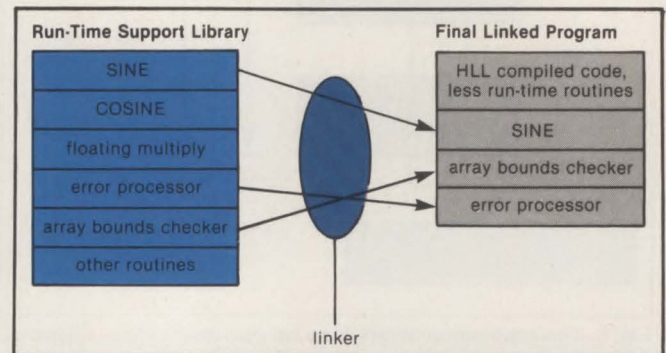 Run-Time Support Library
SINE
COSINE
floating multiply
error processor
array bounds checker
other routines
linker
Final Linked Program
HLL compiled code,
less run-time routines
SINE
array bounds checker
error processor